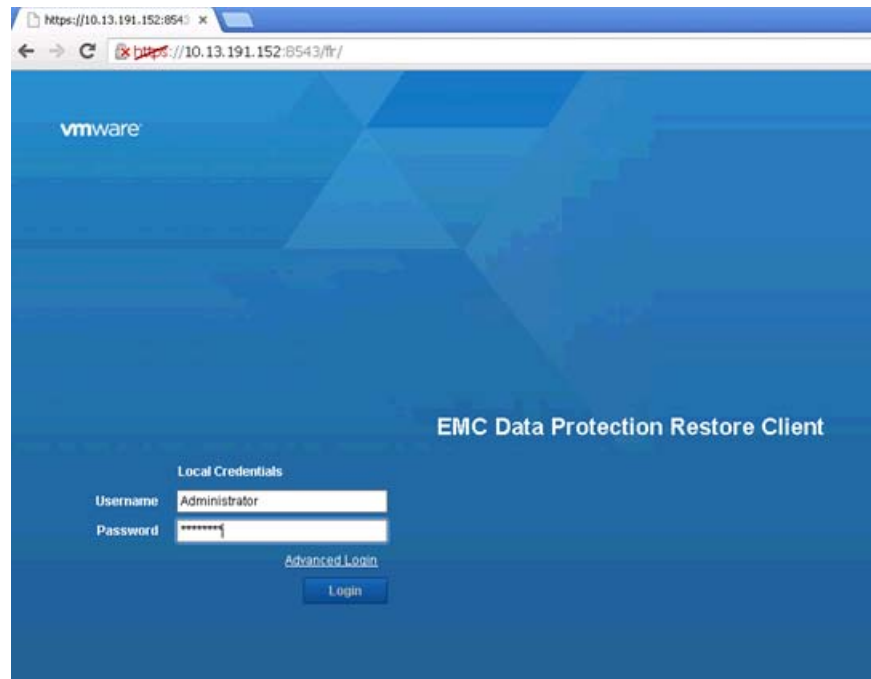 https://10.13.191.152:8543
https://10.13.191.152:8543/flr/
vmware
EMC Data Protection Restore Client
Local Credentials
Username Administrator
Password ********
Advanced Login
Login